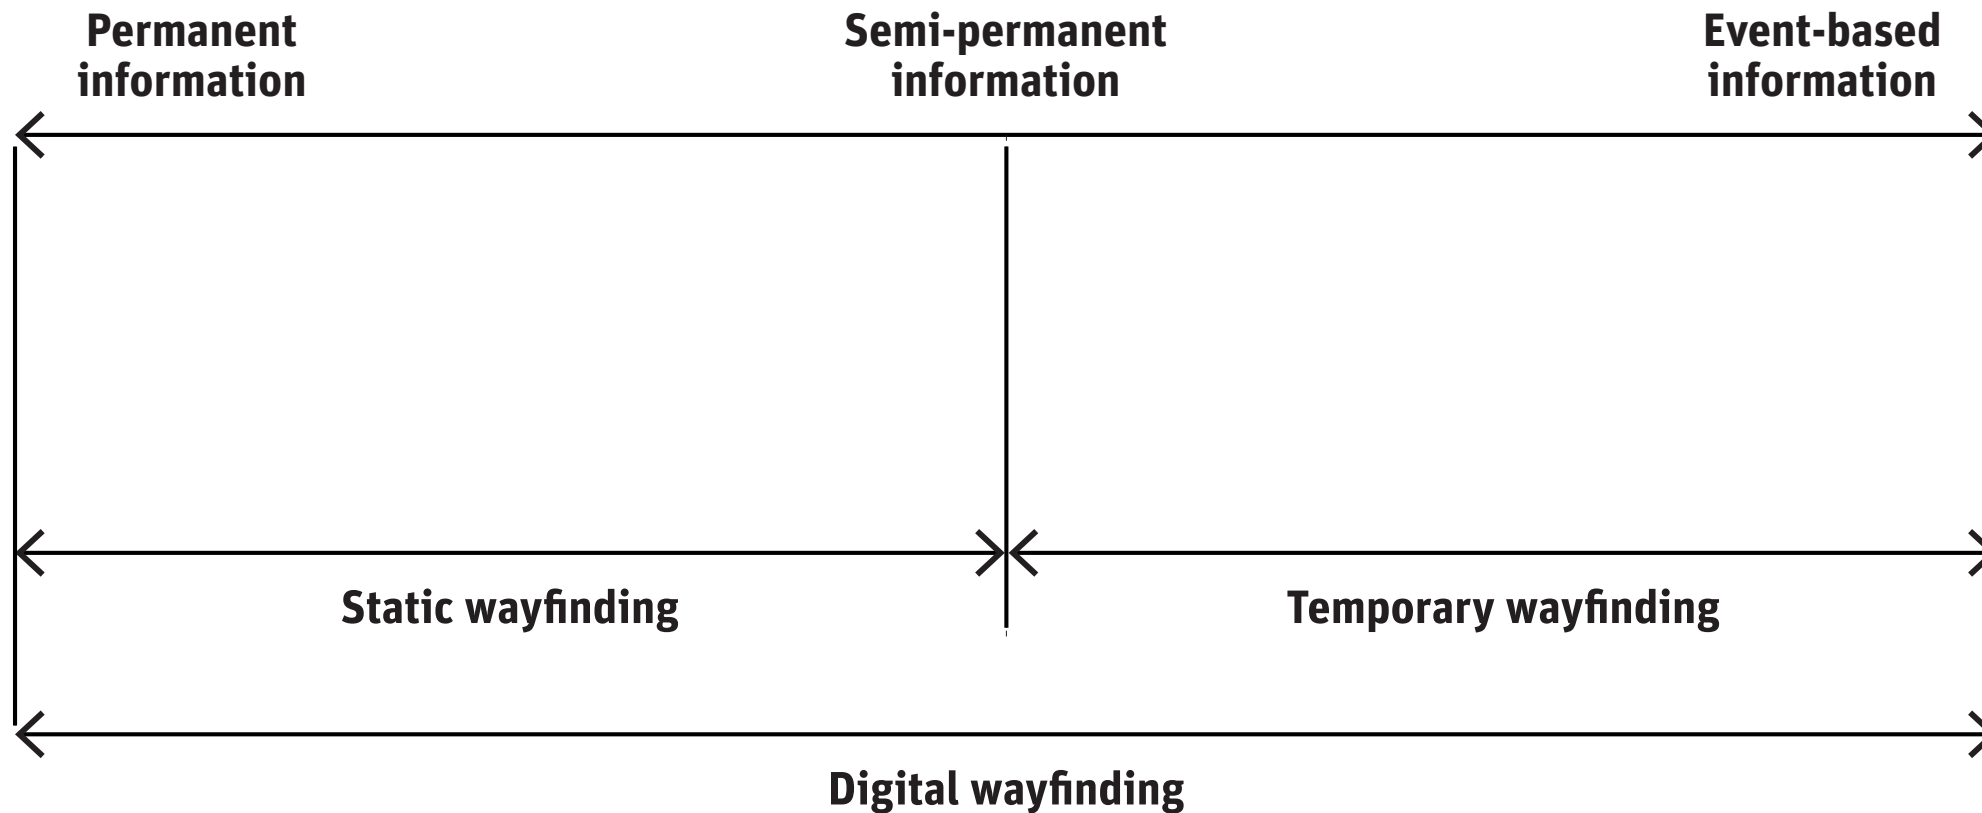 Permanent
information
Semi-permanent
information
Event-based
information
Static wayfinding
Temporary wayfinding
Digital wayfinding